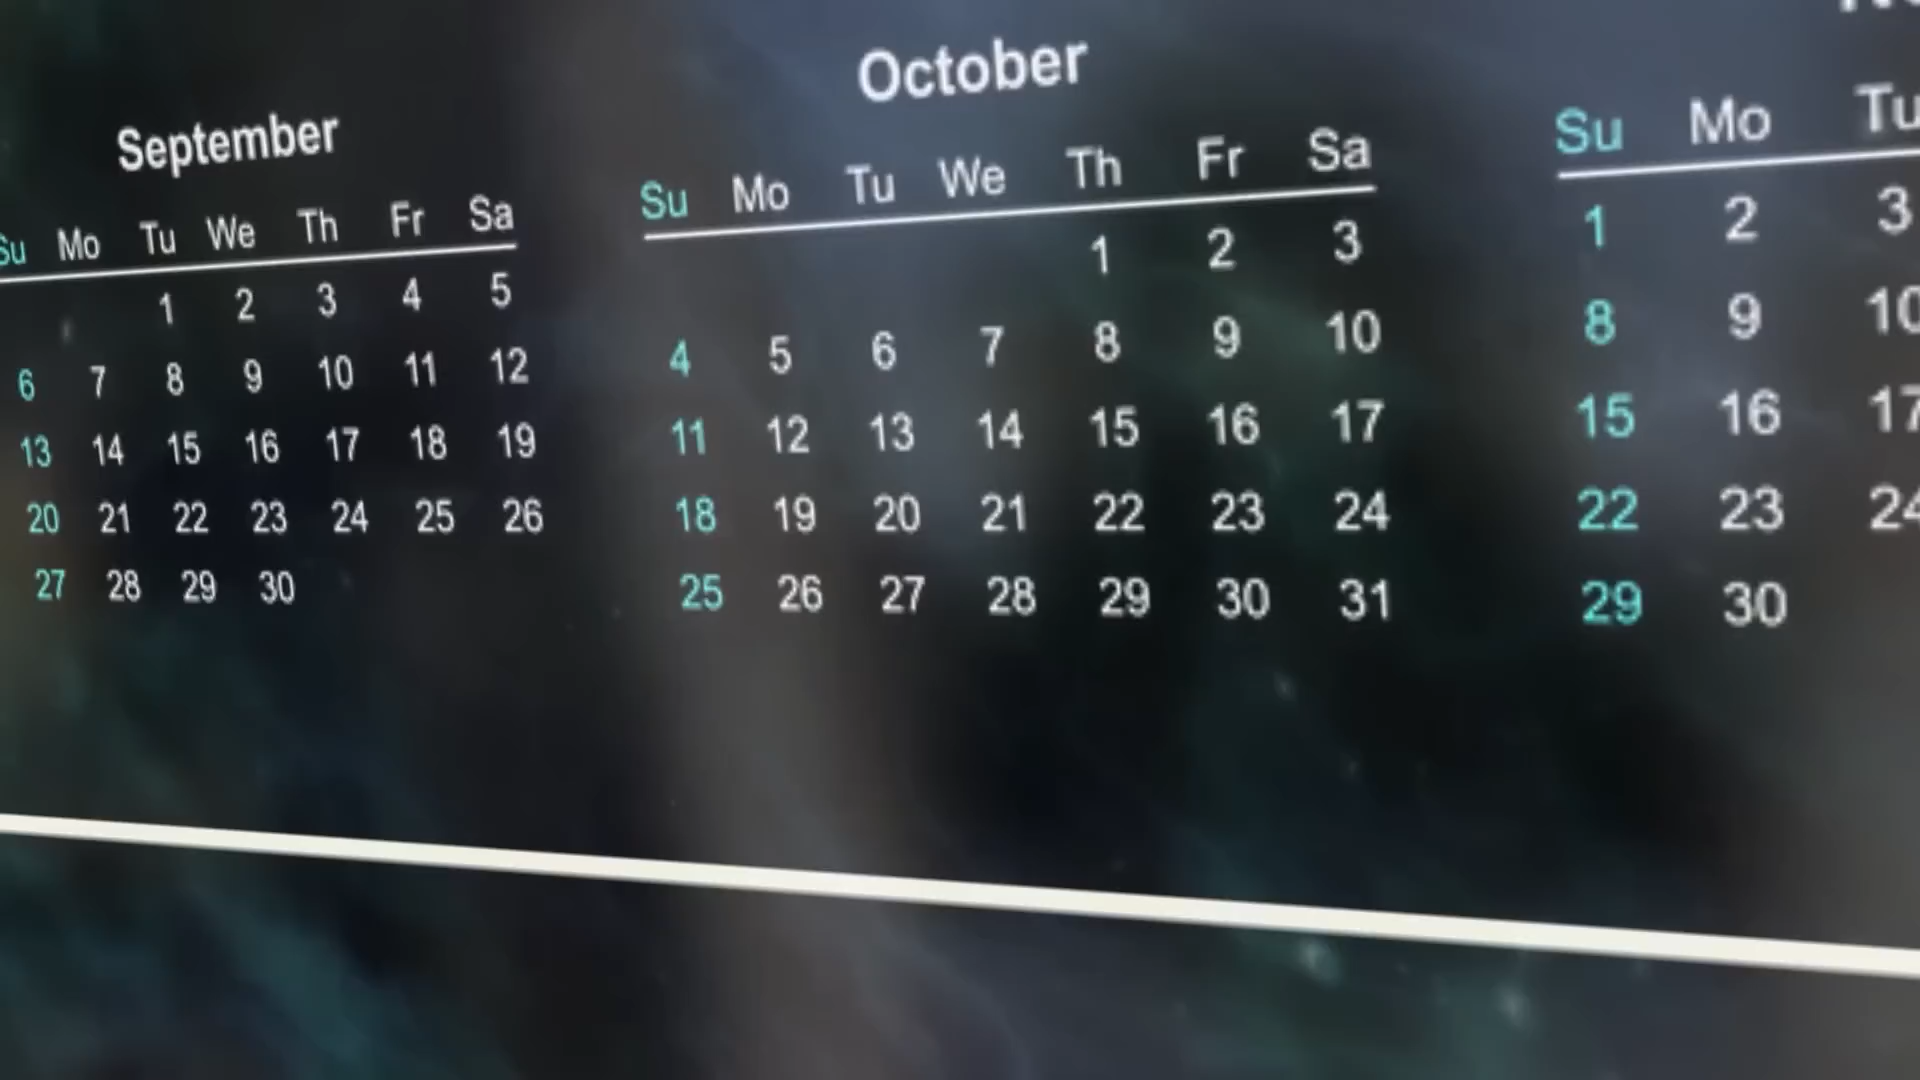 September
Su Mo Tu We Th Fr Sa
1 2 3 4 5
6 7 8 9 10 11 12
13 14 15 16 17 18 19
20 21 22 23 24 25 26
27 28 29 30
October
Su Mo Tu We Th Fr Sa
1 2 3
4 5 6 7 8 9 10
11 12 13 14 15 16 17
18 19 20 21 22 23 24
25 26 27 28 29 30 31
Su Mo Tu
1 2 3
8 9 10
15 16 17
22 23 24
29 30